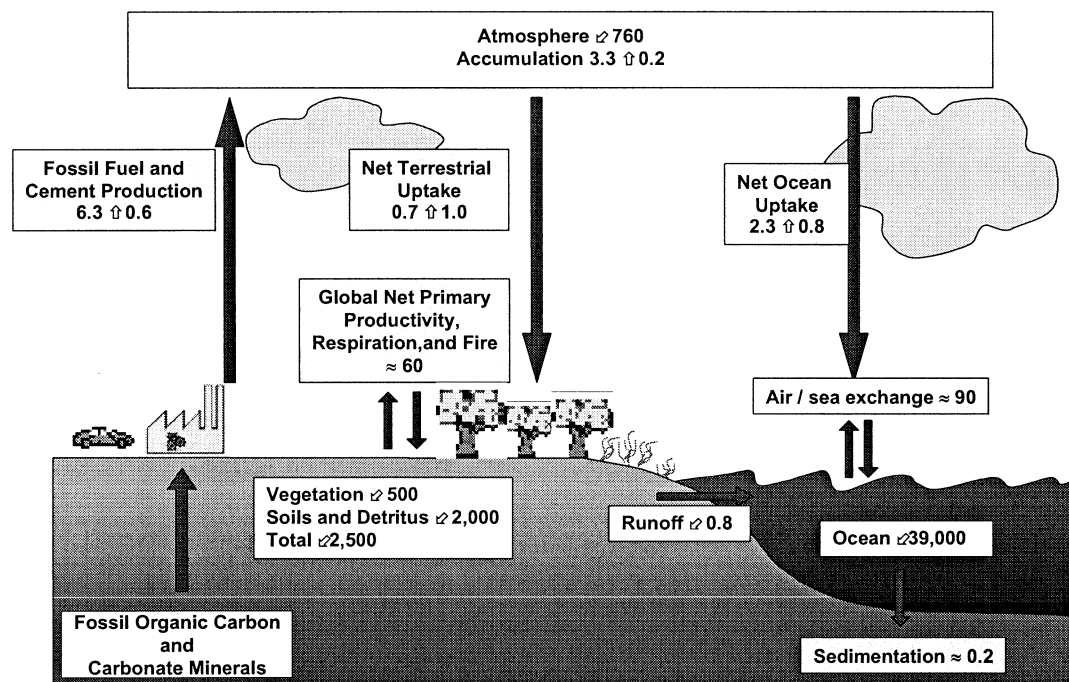 Atmosphere ⬃ 760
Accumulation 3.3 ⇧ 0.2
Fossil Fuel and
Cement Production
6.3 ⇧ 0.6
Net Terrestrial
Uptake
0.7 ⇧ 1.0
Net Ocean
Uptake
2.3 ⇧ 0.8
Global Net Primary
Productivity,
Respiration,and Fire
≈ 60
Air / sea exchange ≈ 90
Vegetation ⬃ 500
Soils and Detritus ⬃ 2,000
Total ⬃2,500
Runoff ⬃ 0.8
Ocean ⬃39,000
Fossil Organic Carbon
and
Carbonate Minerals
Sedimentation ≈ 0.2